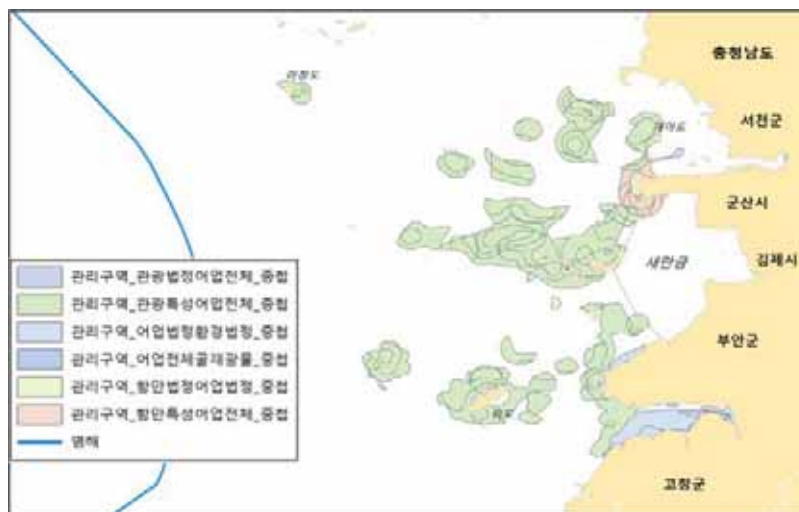 충청남도
서천군
군산시
새만금
김제시
부안군
고창군
위도
관리구역_관광법정어업전체_중첩
관리구역_관광특성어업전체_중첩
관리구역_어업법정환경법정_중첩
관리구역_어업전체골재광물_중첩
관리구역_항만법정어업법정_중첩
관리구역_항만특성어업전체_중첩
영해